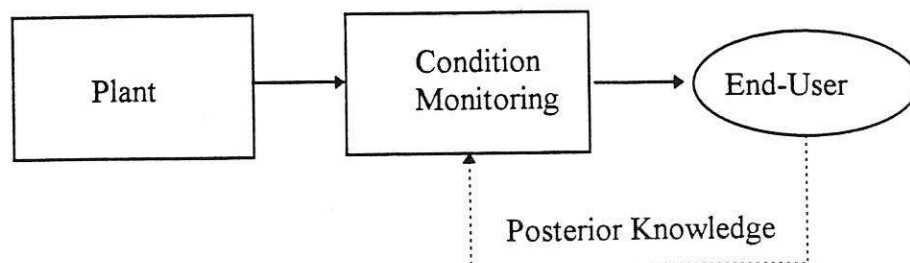 Plant
Condition
Monitoring
End-User
Posterior Knowledge